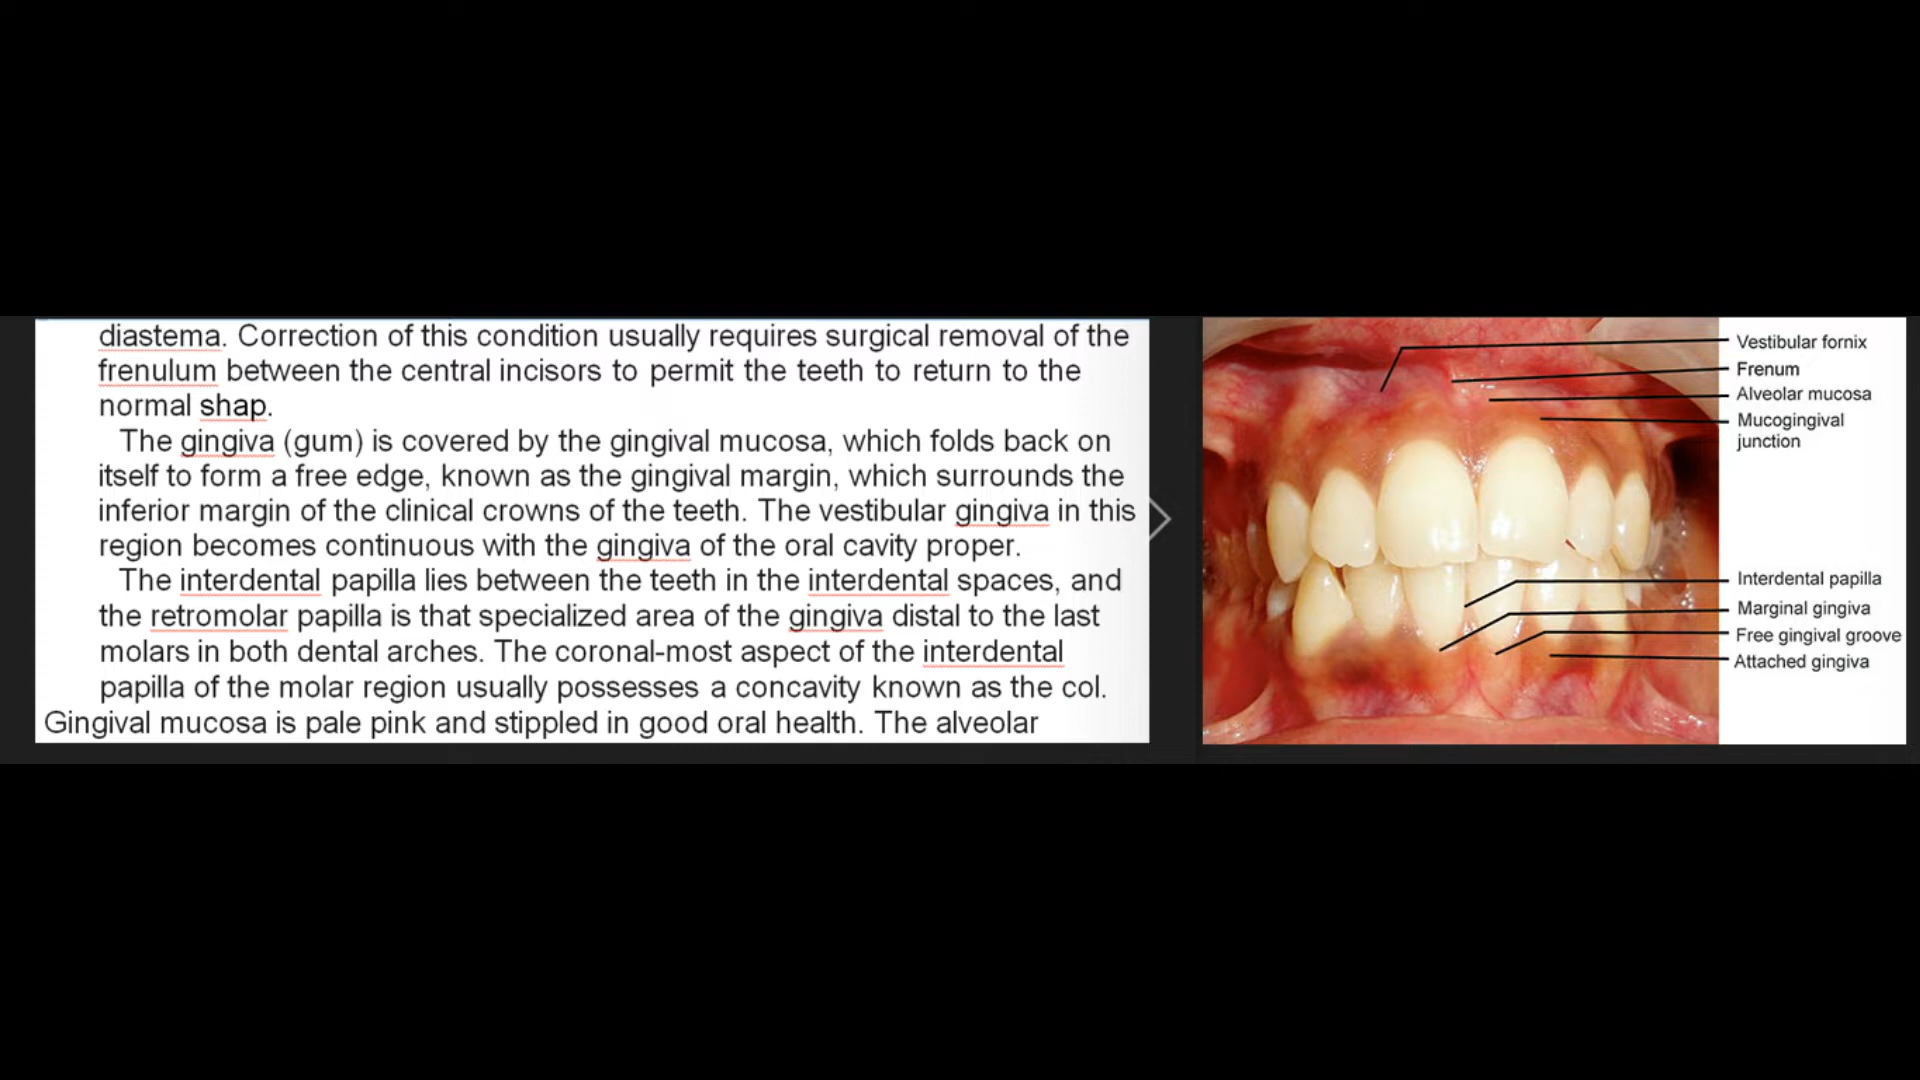 diastema. Correction of this condition usually requires surgical removal of the
frenulum between the central incisors to permit the teeth to return to the
normal shap.
The gingiva (gum) is covered by the gingival mucosa, which folds back on
itself to form a free edge, known as the gingival margin, which surrounds the
inferior margin of the clinical crowns of the teeth. The vestibular gingiva in this
region becomes continuous with the gingiva of the oral cavity proper.
The interdental papilla lies between the teeth in the interdental spaces, and
the retromolar papilla is that specialized area of the gingiva distal to the last
molars in both dental arches. The coronal-most aspect of the interdental
papilla of the molar region usually possesses a concavity known as the col.
Gingival mucosa is pale pink and stippled in good oral health. The alveolar
Vestibular fornix
Frenum
Alveolar mucosa
Mucogingival
junction
Interdental papilla
Marginal gingiva
Free gingival groove
Attached gingiva